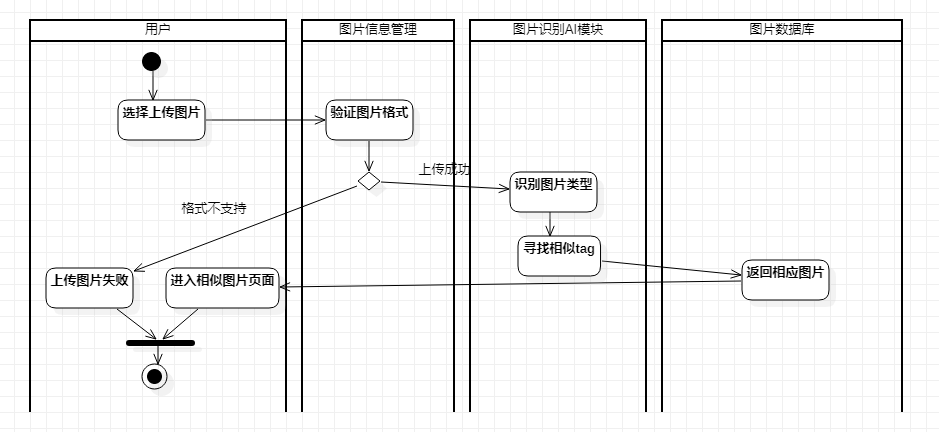 用户
图片信息管理
图片识别AI模块
图片数据库
选择上传图片
验证图片格式
上传成功
识别图片类型
格式不支持
寻找相似tag
上传图片失败
进入相似图片页面
返回相应图片